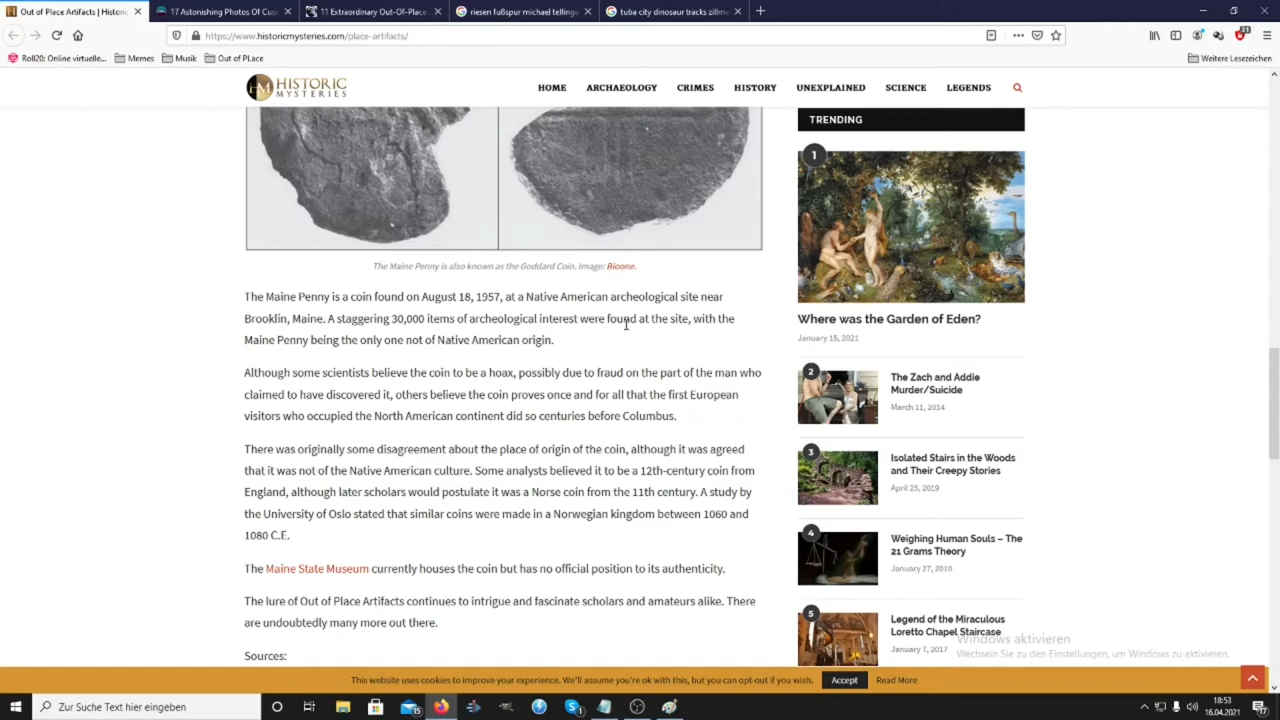 Out of Place Artifacts | Historic
17 Astonishing Photos Of Cus
11 Extraordinary Out-Of-Place
riesen fußspur michael tellinge
tuba city dinosaur tracks zillme
https://www.historicmysteries.com/place-artifacts/
31
Roll20: Online virtuelle...
Memes
Musik
Out of PLace
Weitere Lesezeichen
HM HISTORIC
MYSTERIES
HOME
ARCHAEOLOGY
CRIMES
HISTORY
UNEXPLAINED
SCIENCE
LEGENDS
The Maine Penny is also known as the Goddard Coin. Image: Bioone.
The Maine Penny is a coin found on August 18, 1957, at a Native American archeological site near
Brooklin, Maine. A staggering 30,000 items of archeological interest were found at the site, with the
Maine Penny being the only one not of Native American origin.
Although some scientists believe the coin to be a hoax, possibly due to fraud on the part of the man who
claimed to have discovered it, others believe the coin proves once and for all that the first European
visitors who occupied the North American continent did so centuries before Columbus.
There was originally some disagreement about the place of origin of the coin, although it was agreed
that it was not of the Native American culture. Some analysts believed it to be a 12th-century coin from
England, although later scholars would postulate it was a Norse coin from the 11th century. A study by
the University of Oslo stated that similar coins were made in a Norwegian kingdom between 1060 and
1080 C.E.
The Maine State Museum currently houses the coin but has no official position to its authenticity.
The lure of Out of Place Artifacts continues to intrigue and fascinate scholars and amateurs alike. There
are undoubtedly many more out there.
Sources:
TRENDING
1
Where was the Garden of Eden?
January 15, 2021
2
The Zach and Addie
Murder/Suicide
March 11, 2014
3
Isolated Stairs in the Woods
and Their Creepy Stories
April 25, 2019
4
Weighing Human Souls – The
21 Grams Theory
January 27, 2010
5
Legend of the Miraculous
Loretto Chapel Staircase
January 7, 2017
Windows aktivieren
Wechseln Sie zu den Einstellungen, um Windows zu aktivieren.
This website uses cookies to improve your experience. We'll assume you're ok with this, but you can opt-out if you wish.
Accept
Read More
Zur Suche Text hier eingeben
15
1
18:53
16.04.2021
17